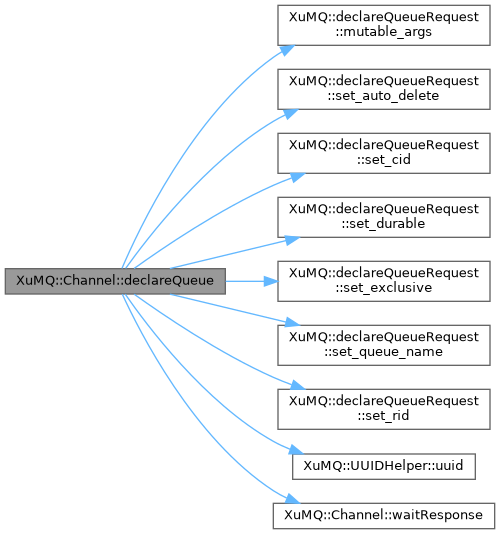 XuMQ::declareQueueRequest
::mutable_args
XuMQ::declareQueueRequest
::set_auto_delete
XuMQ::declareQueueRequest
::set_cid
XuMQ::declareQueueRequest
::set_durable
XuMQ::Channel::declareQueue
XuMQ::declareQueueRequest
::set_exclusive
XuMQ::declareQueueRequest
::set_queue_name
XuMQ::declareQueueRequest
::set_rid
XuMQ::UUIDHelper::uuid
XuMQ::Channel::waitResponse